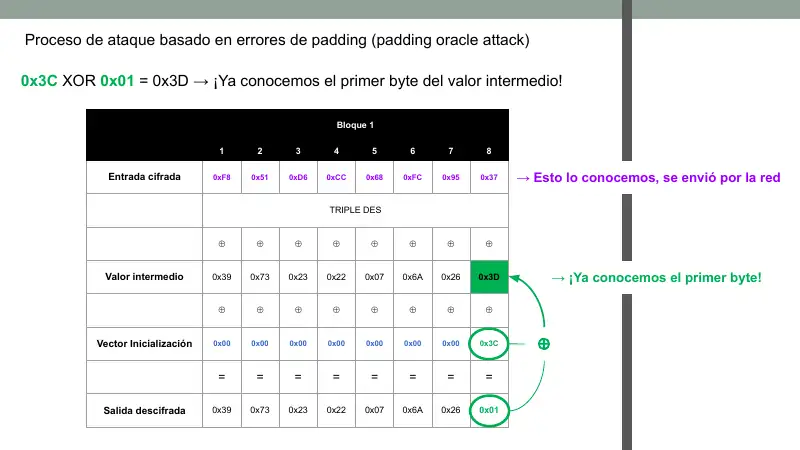 Proceso de ataque basado en errores de padding (padding oracle attack)
0x3C XOR 0x01 = 0x3D → ¡Ya conocemos el primer byte del valor intermedio!
Bloque 1
1 2 3 4 5 6 7 8
Entrada cifrada 0xF8 0x51 0xD6 0xCC 0x68 0xFC 0x95 0x37 → Esto lo conocemos, se envió por la red
TRIPLE DES
⊕ ⊕ ⊕ ⊕ ⊕ ⊕ ⊕ ⊕
Valor intermedio 0x39 0x73 0x23 0x22 0x07 0x6A 0x26 0x3D → ¡Ya conocemos el primer byte!
⊕ ⊕ ⊕ ⊕ ⊕ ⊕ ⊕ ⊕
Vector Inicialización 0x00 0x00 0x00 0x00 0x00 0x00 0x00 0x3C ⊕
= = = = = = = =
Salida descifrada 0x39 0x73 0x23 0x22 0x07 0x6A 0x26 0x01